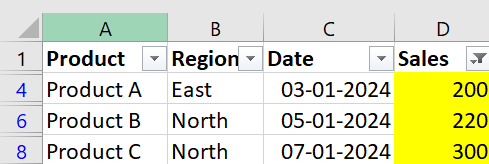 A B C D
1 Product Region Date Sales
4 Product A East 03-01-2024 200
6 Product B North 05-01-2024 220
8 Product C North 07-01-2024 300